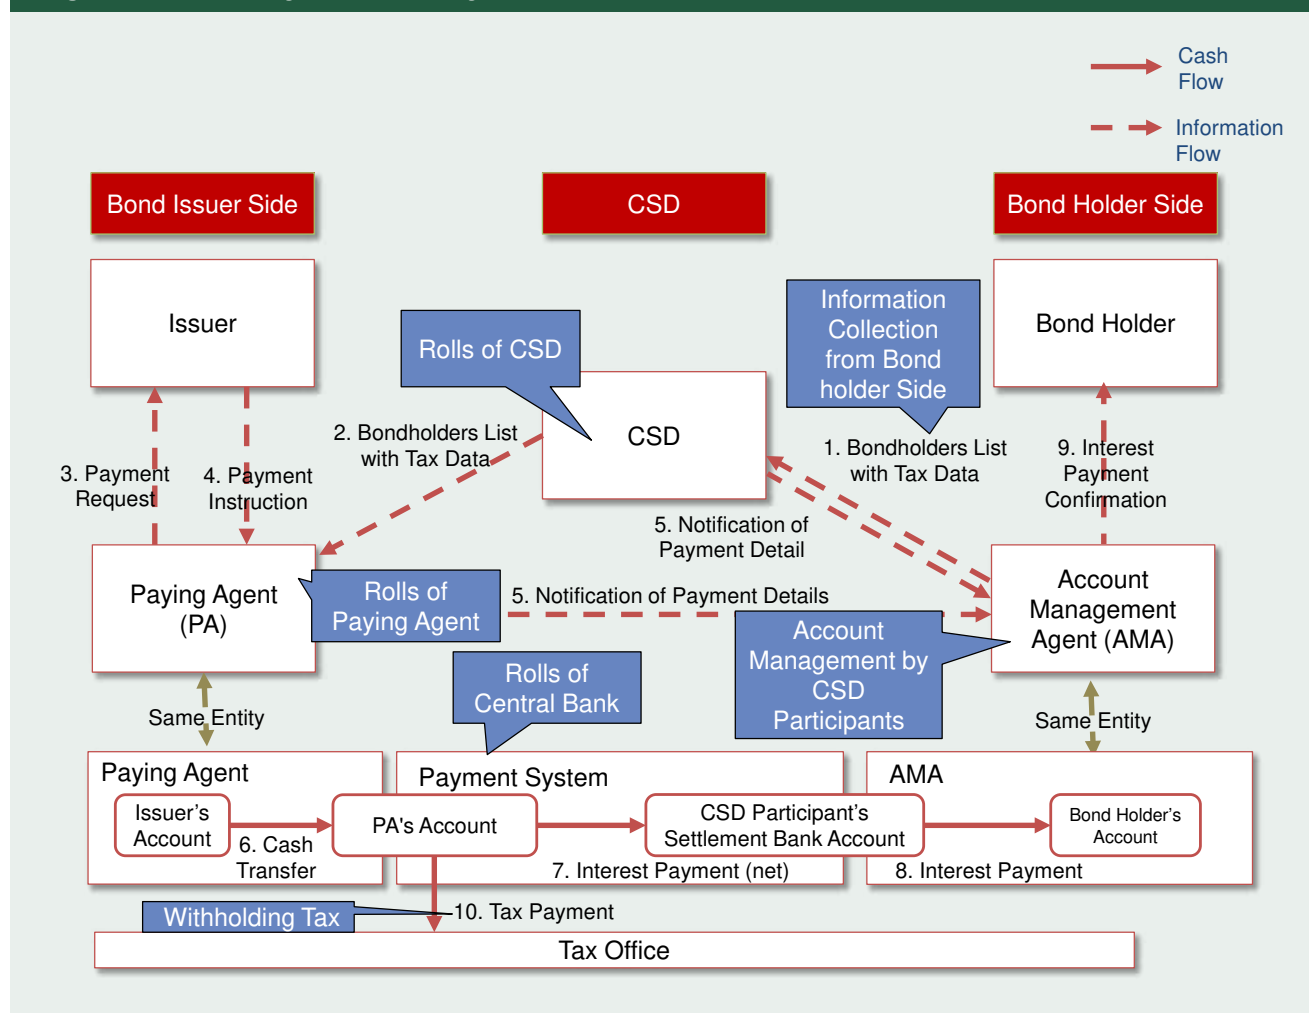 Cash
Flow
Information
Flow
Bond Issuer Side
CSD
Bond Holder Side
Issuer
Rolls of CSD
CSD
Information
Collection
from Bond
holder Side
Bond Holder
2. Bondholders List
with Tax Data
1. Bondholders List
with Tax Data
9. Interest
Payment
Confirmation
3. Payment
Request
4. Payment
Instruction
5. Notification of
Payment Detail
Paying Agent
(PA)
Rolls of
Paying Agent
5. Notification of Payment Details
Account
Management by
CSD
Participants
Account
Management
Agent (AMA)
Rolls of
Central Bank
Same Entity
Same Entity
Paying Agent
Payment System
AMA
Issuer's
Account
PA's Account
CSD Participant's
Settlement Bank Account
Bond Holder's
Account
6. Cash
Transfer
7. Interest Payment (net)
8. Interest Payment
Withholding Tax
10. Tax Payment
Tax Office